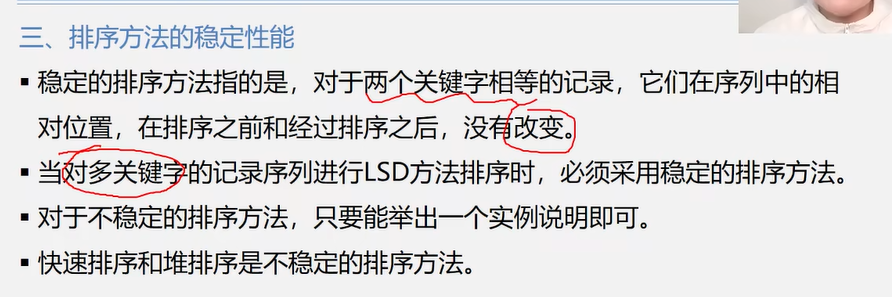 三、排序方法的稳定性能
▪ 稳定的排序方法指的是，对于两个关键字相等的记录，它们在序列中的相
对位置，在排序之前和经过排序之后，没有改变。
▪ 当对多关键字的记录序列进行LSD方法排序时，必须采用稳定的排序方法。
▪ 对于不稳定的排序方法，只要能举出一个实例说明即可。
▪ 快速排序和堆排序是不稳定的排序方法。